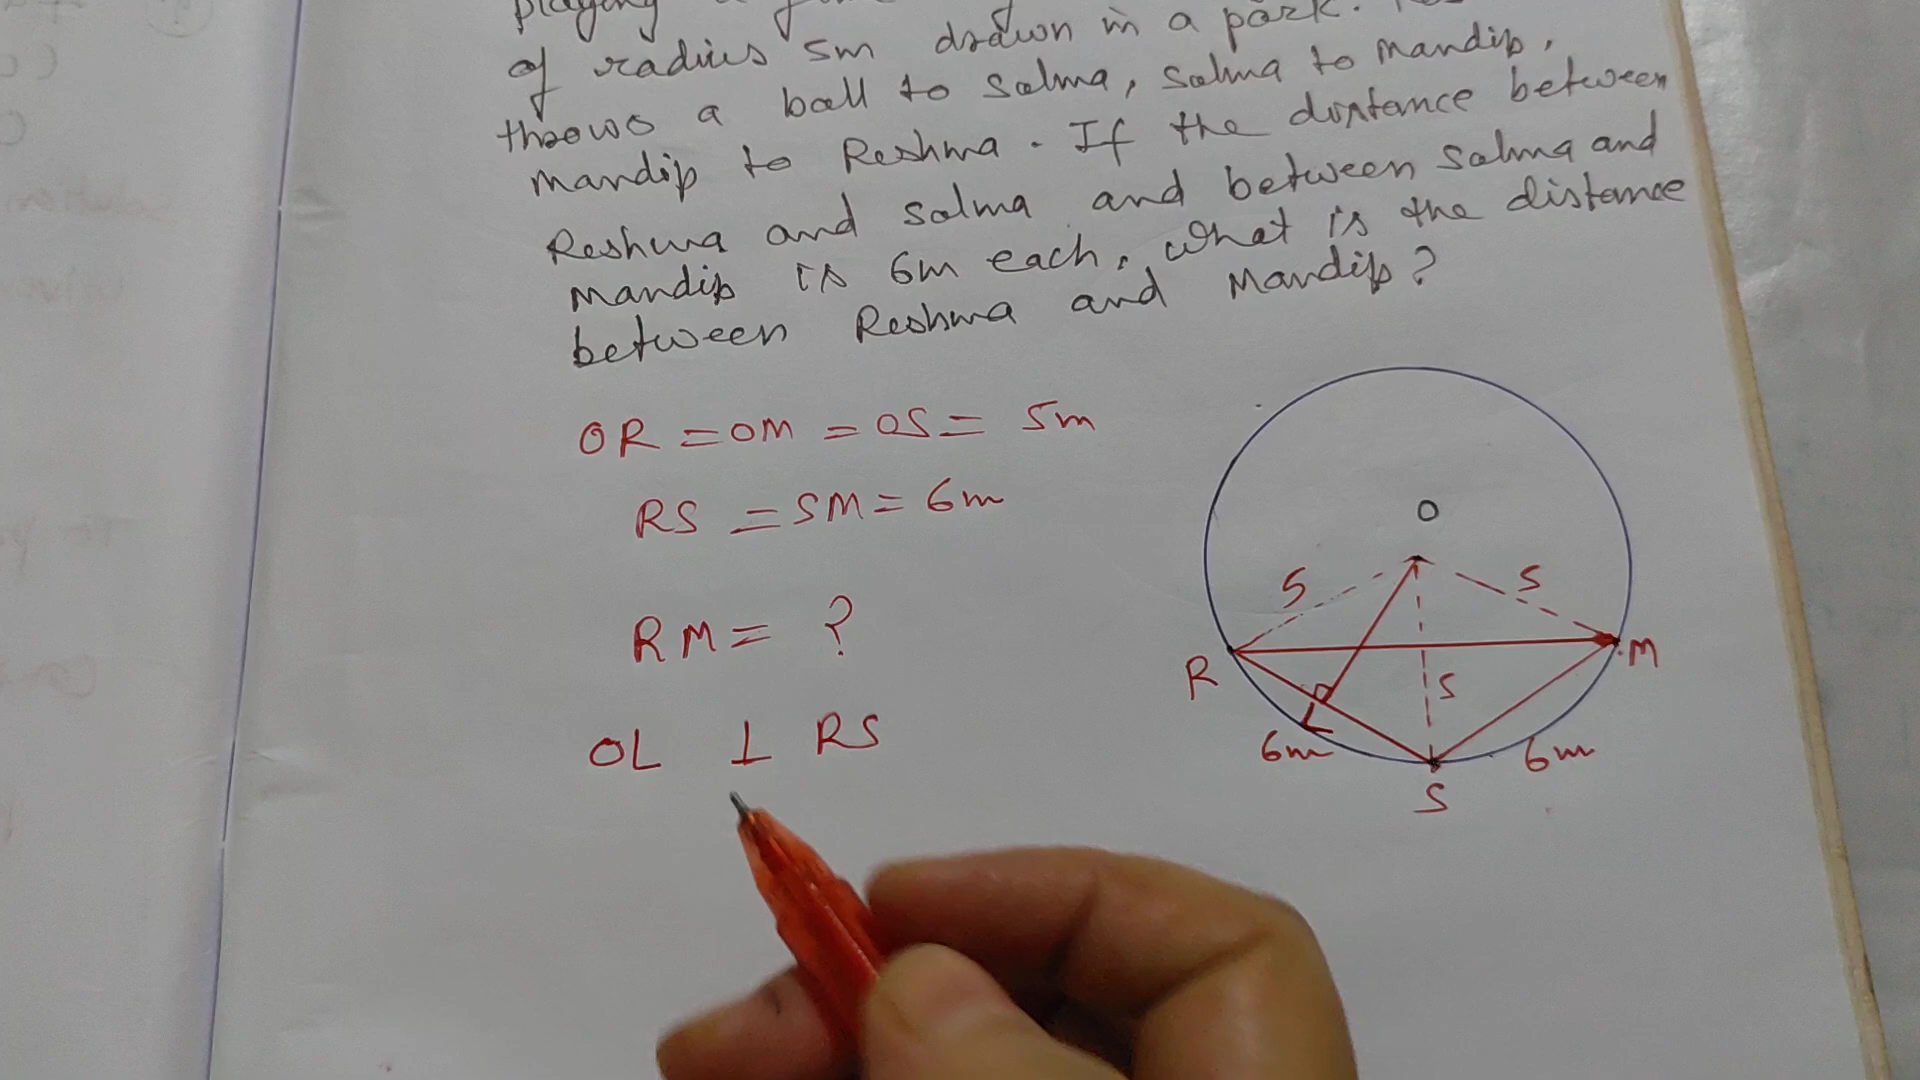 playing a
of radius 5m drawn in a park.
throws a ball to Salma, Salma to Mandip,
Mandip to Reshma. If the distance between
Reshma and Salma and between Salma and
Mandip is 6m each, what is the distance
between Reshma and Mandip?
OR = OM = OS = 5m
RS = SM = 6m
RM = ?
OL ⊥ RS
O
5
5
R
M
5
L
6m
6m
S